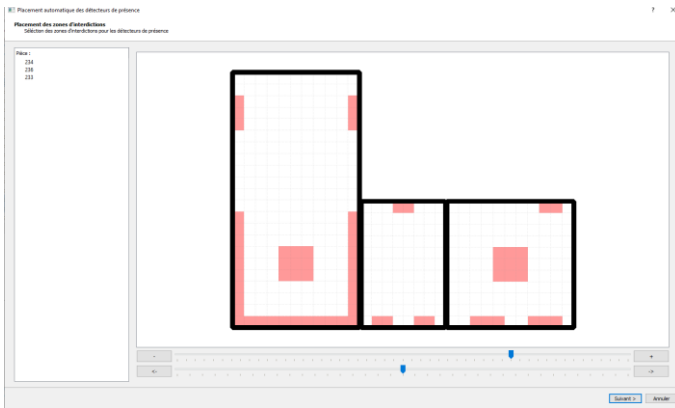 Placement automatique des détecteurs de présence
?
Placement des zones d'interdictions
Séléction des zones d'interdictions pour les détecteurs de présence
Pièce :
234
236
233
-
+
<-
->
Suivant >
Annuler